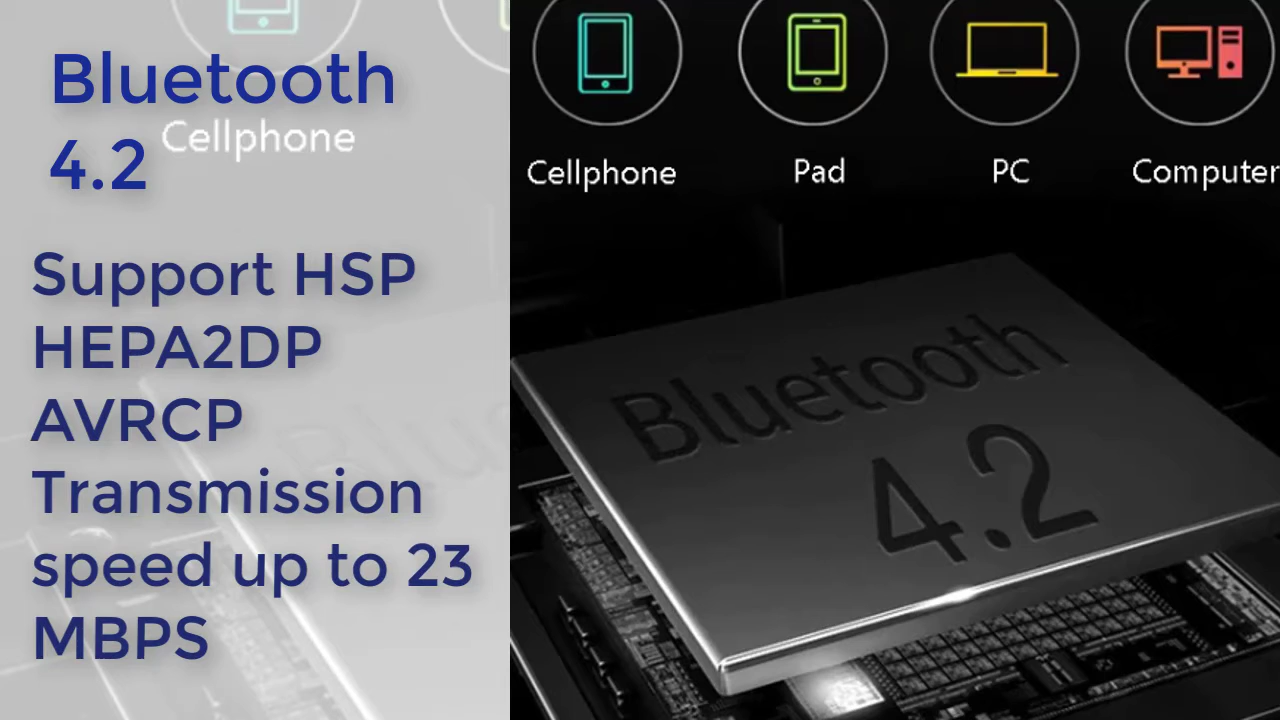 Bluetooth
4.2
Cellphone
Support HSP
HEPA2DP
AVRCP
Transmission
speed up to 23
MBPS
Cellphone
Pad
PC
Computer
Bluetooth
4.2